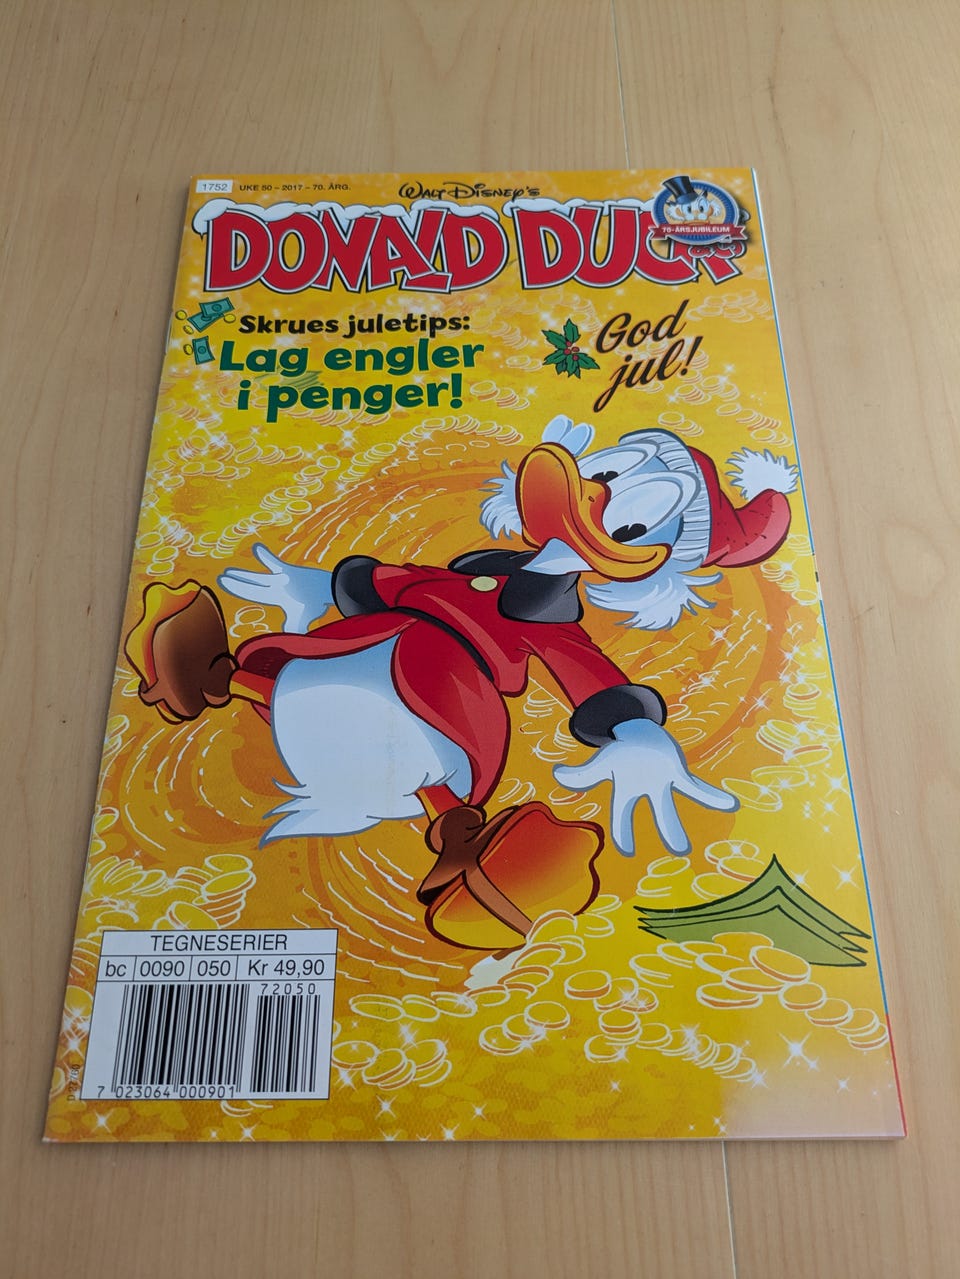 1752 UKE 50 – 2017 – 70. ÅRG.
WALT DISNEY'S
DONALD DUCK
& CO
70-ÅRSJUBILEUM
Skrues juletips:
Lag engler
i penger!
God
jul!
TEGNESERIER
bc 0090 050 Kr 49,90
72050
7 023064 000901